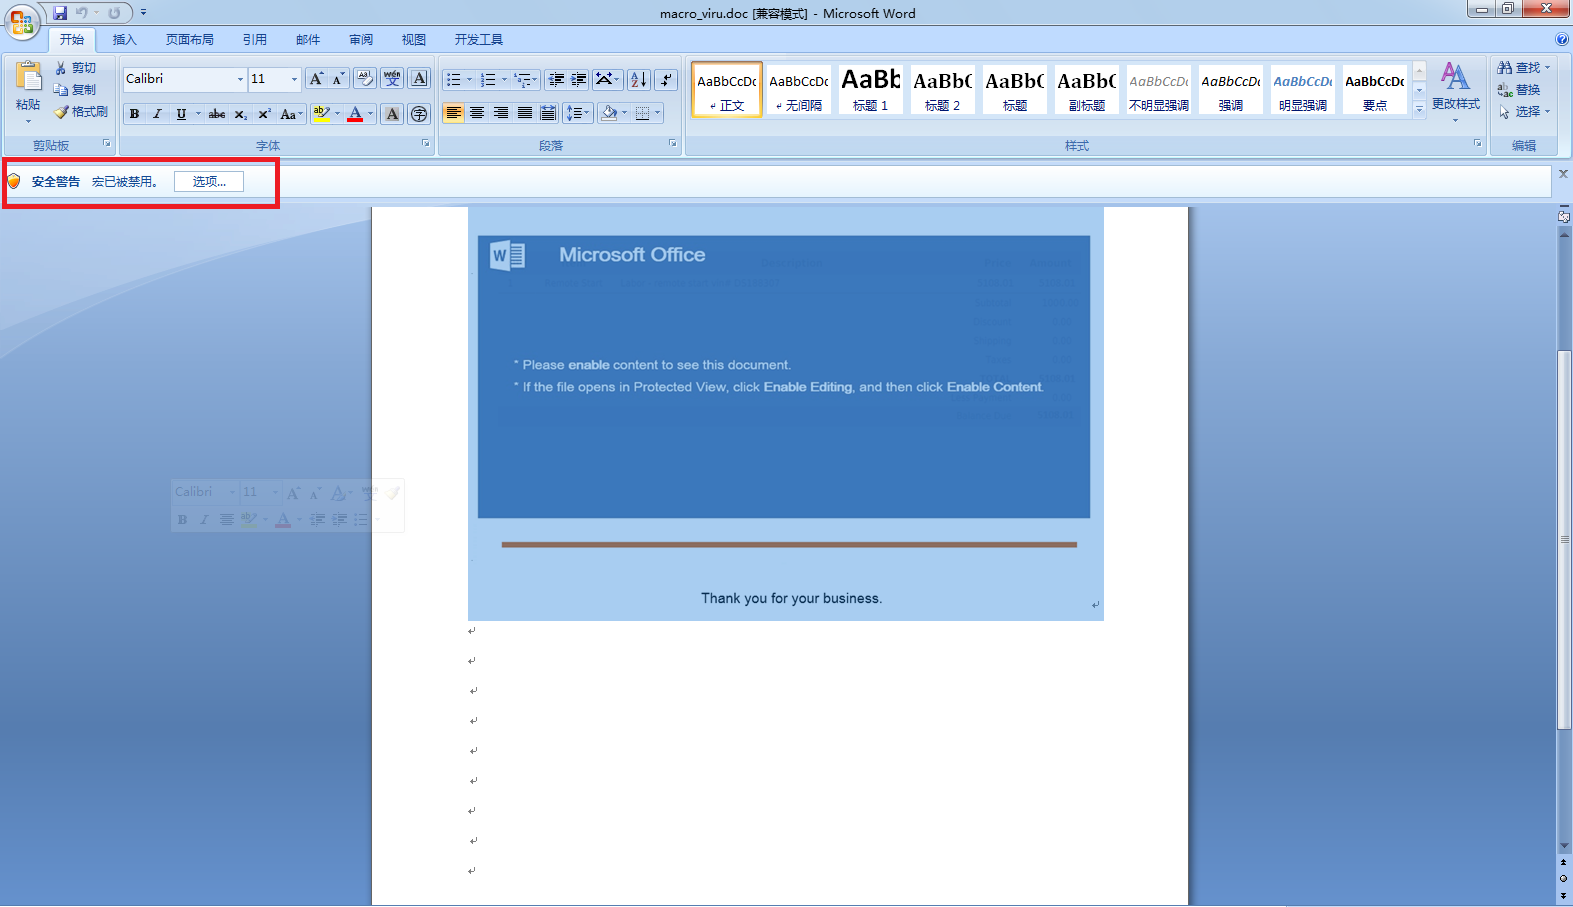 macro_viru.doc [兼容模式] - Microsoft Word
开始 插入 页面布局 引用 邮件 审阅 视图 开发工具
粘贴
剪切
复制
格式刷
剪贴板
Calibri 11
字体
段落
AaBbCcDc 正文
AaBbCcDc 无间隔
AaBb 标题 1
AaBbC 标题 2
AaBbC 标题
AaBbC 副标题
AaBbCcDc 不明显强调
AaBbCcDc 强调
AaBbCcDc 明显强调
AaBbCcDc 要点
更改样式
样式
查找
替换
选择
编辑
安全警告 宏已被禁用。 选项...
W Microsoft Office
* Please enable content to see this document.
* If the file opens in Protected View, click Enable Editing, and then click Enable Content.
Calibri 11
Thank you for your business.